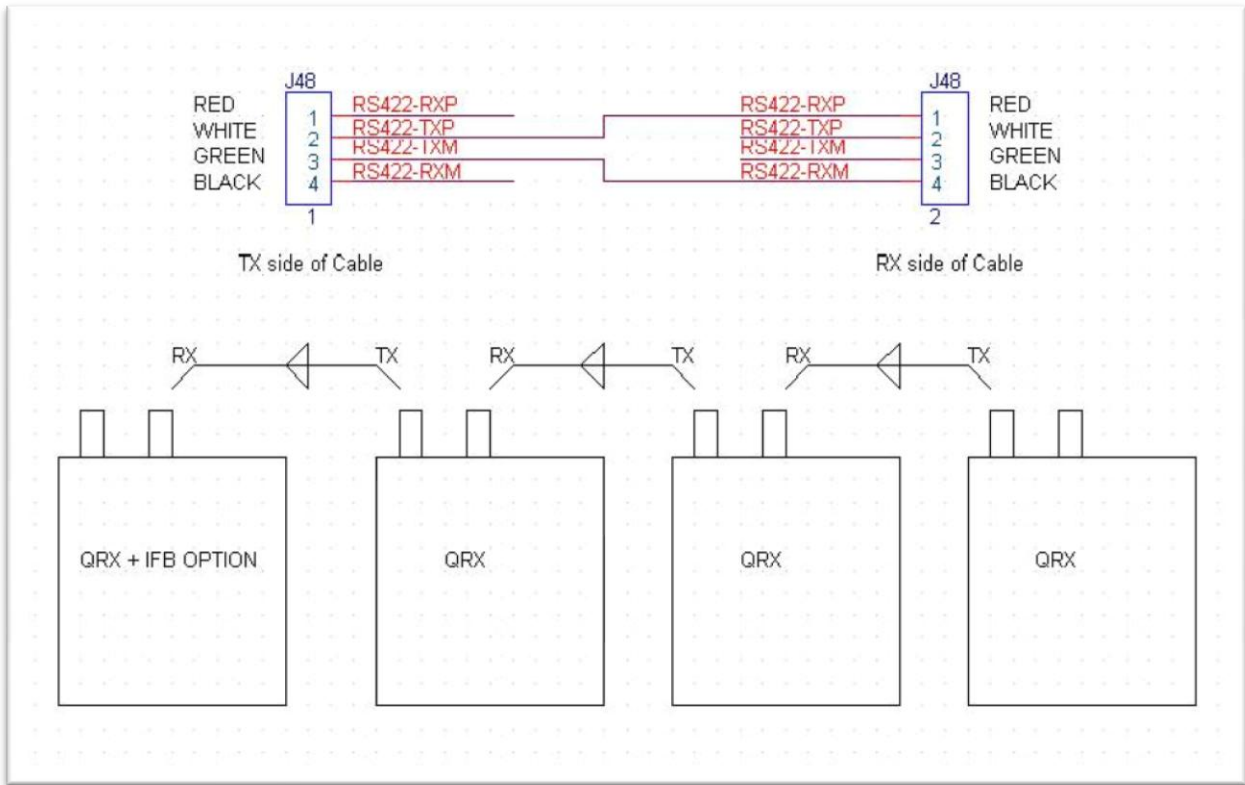 J48 J48
RED 1 RS422-RXP RS422-RXP 1 RED
WHITE 2 RS422-TXP RS422-TXP 2 WHITE
GREEN 3 RS422-TXM RS422-TXM 3 GREEN
BLACK 4 RS422-RXM RS422-RXM 4 BLACK
1 2
TX side of Cable RX side of Cable
RX TX RX TX RX TX
QRX + IFB OPTION QRX QRX QRX